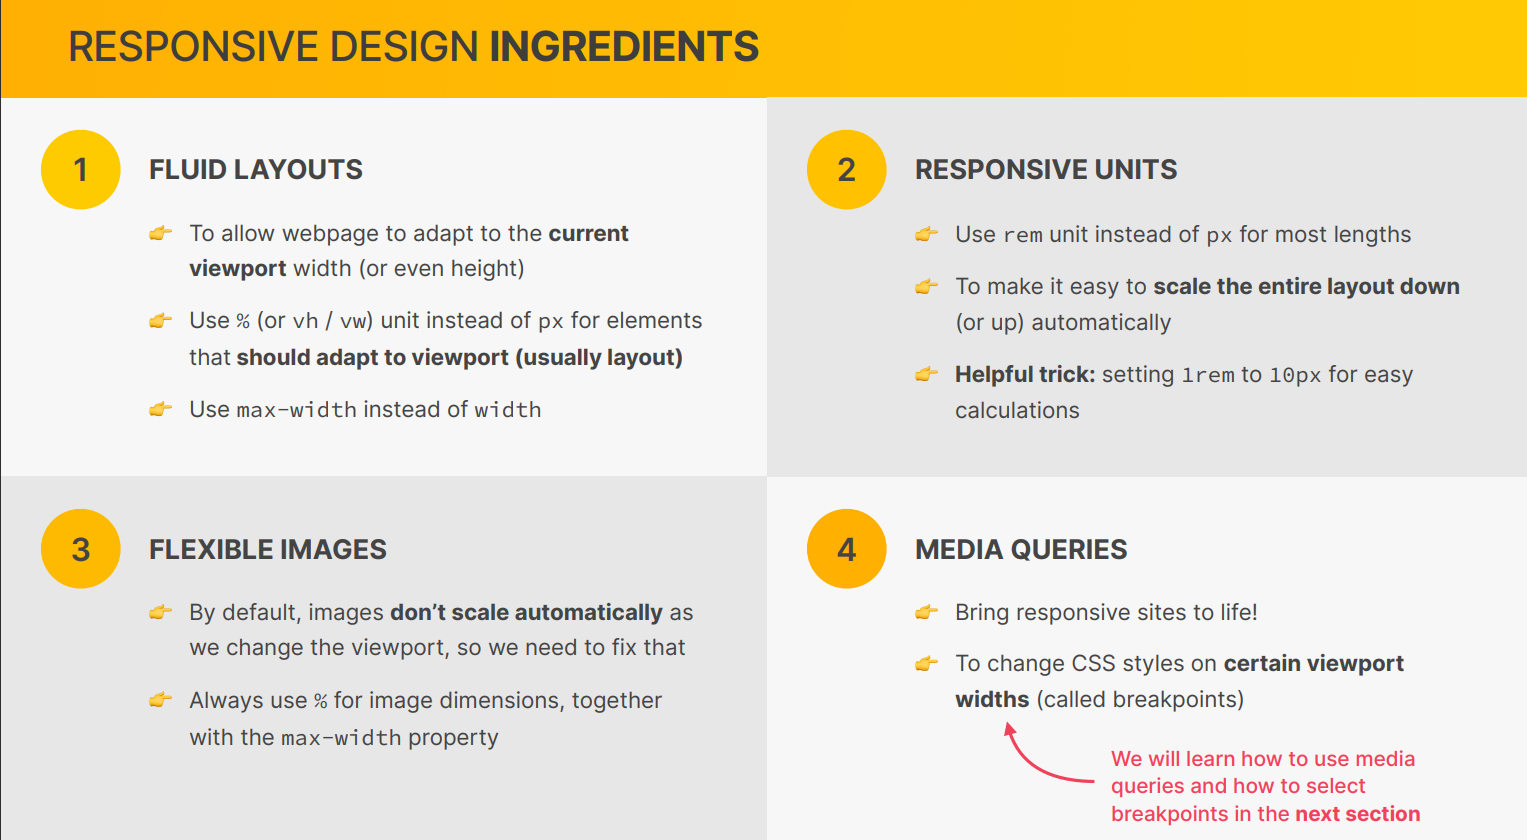 RESPONSIVE DESIGN INGREDIENTS
1
FLUID LAYOUTS
👉 To allow webpage to adapt to the current
viewport width (or even height)
👉 Use % (or vh / vw) unit instead of px for elements
that should adapt to viewport (usually layout)
👉 Use max-width instead of width
2
RESPONSIVE UNITS
👉 Use rem unit instead of px for most lengths
👉 To make it easy to scale the entire layout down
(or up) automatically
👉 Helpful trick: setting 1rem to 10px for easy
calculations
3
FLEXIBLE IMAGES
👉 By default, images don’t scale automatically as
we change the viewport, so we need to fix that
👉 Always use % for image dimensions, together
with the max-width property
4
MEDIA QUERIES
👉 Bring responsive sites to life!
👉 To change CSS styles on certain viewport
widths (called breakpoints)
We will learn how to use media
queries and how to select
breakpoints in the next section